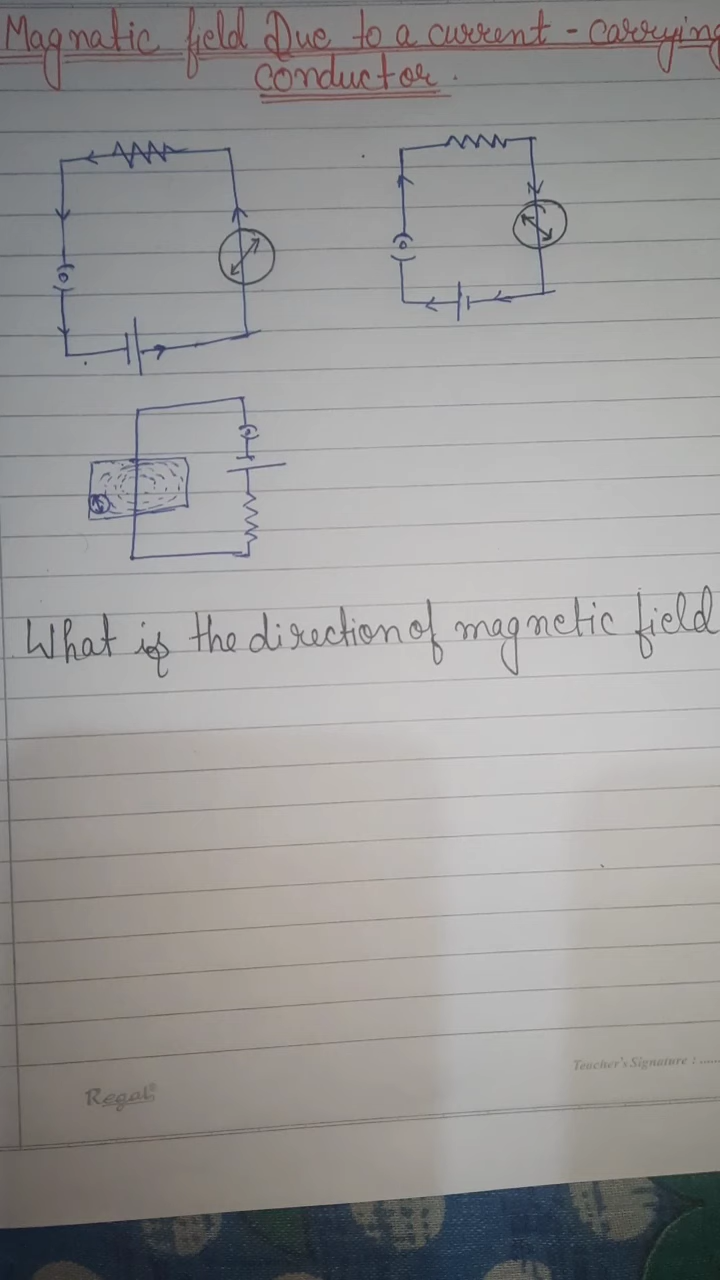 Magnatic field Due to a current - carrying
conductor.
What is the direction of magnetic field
Teacher's Signature : ......
Regal